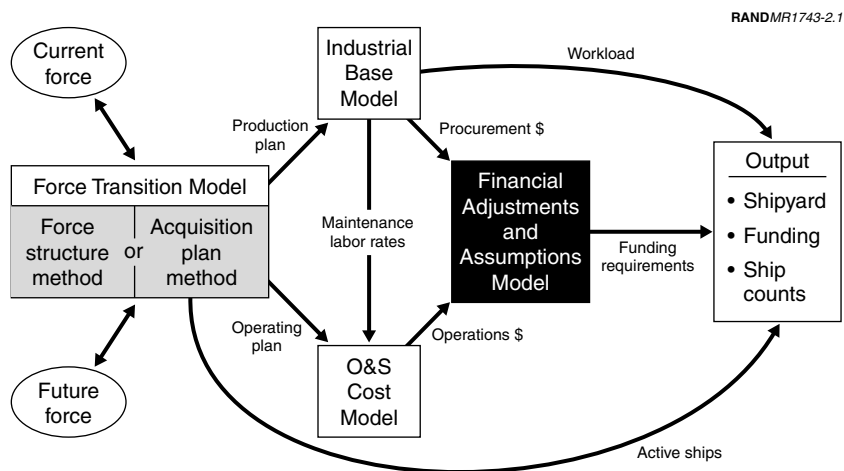 RANDMR1743-2.1
Current
force
Industrial
Base
Model
Workload
Production
plan
Procurement $
Force Transition Model
Force
structure
method
or
Acquisition
plan
method
Maintenance
labor rates
Financial
Adjustments
and
Assumptions
Model
Funding
requirements
Output
• Shipyard
• Funding
• Ship
counts
Operating
plan
Operations $
O&S
Cost
Model
Future
force
Active ships